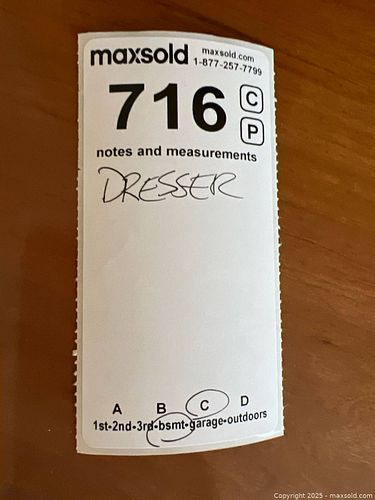 maxsold
maxsold.com
1-877-257-7799
716
C
P
notes and measurements
DRESSER
A B C D
1st-2nd-3rd-bsmt-garage-outdoors
Copyright 2025 - maxsold.com